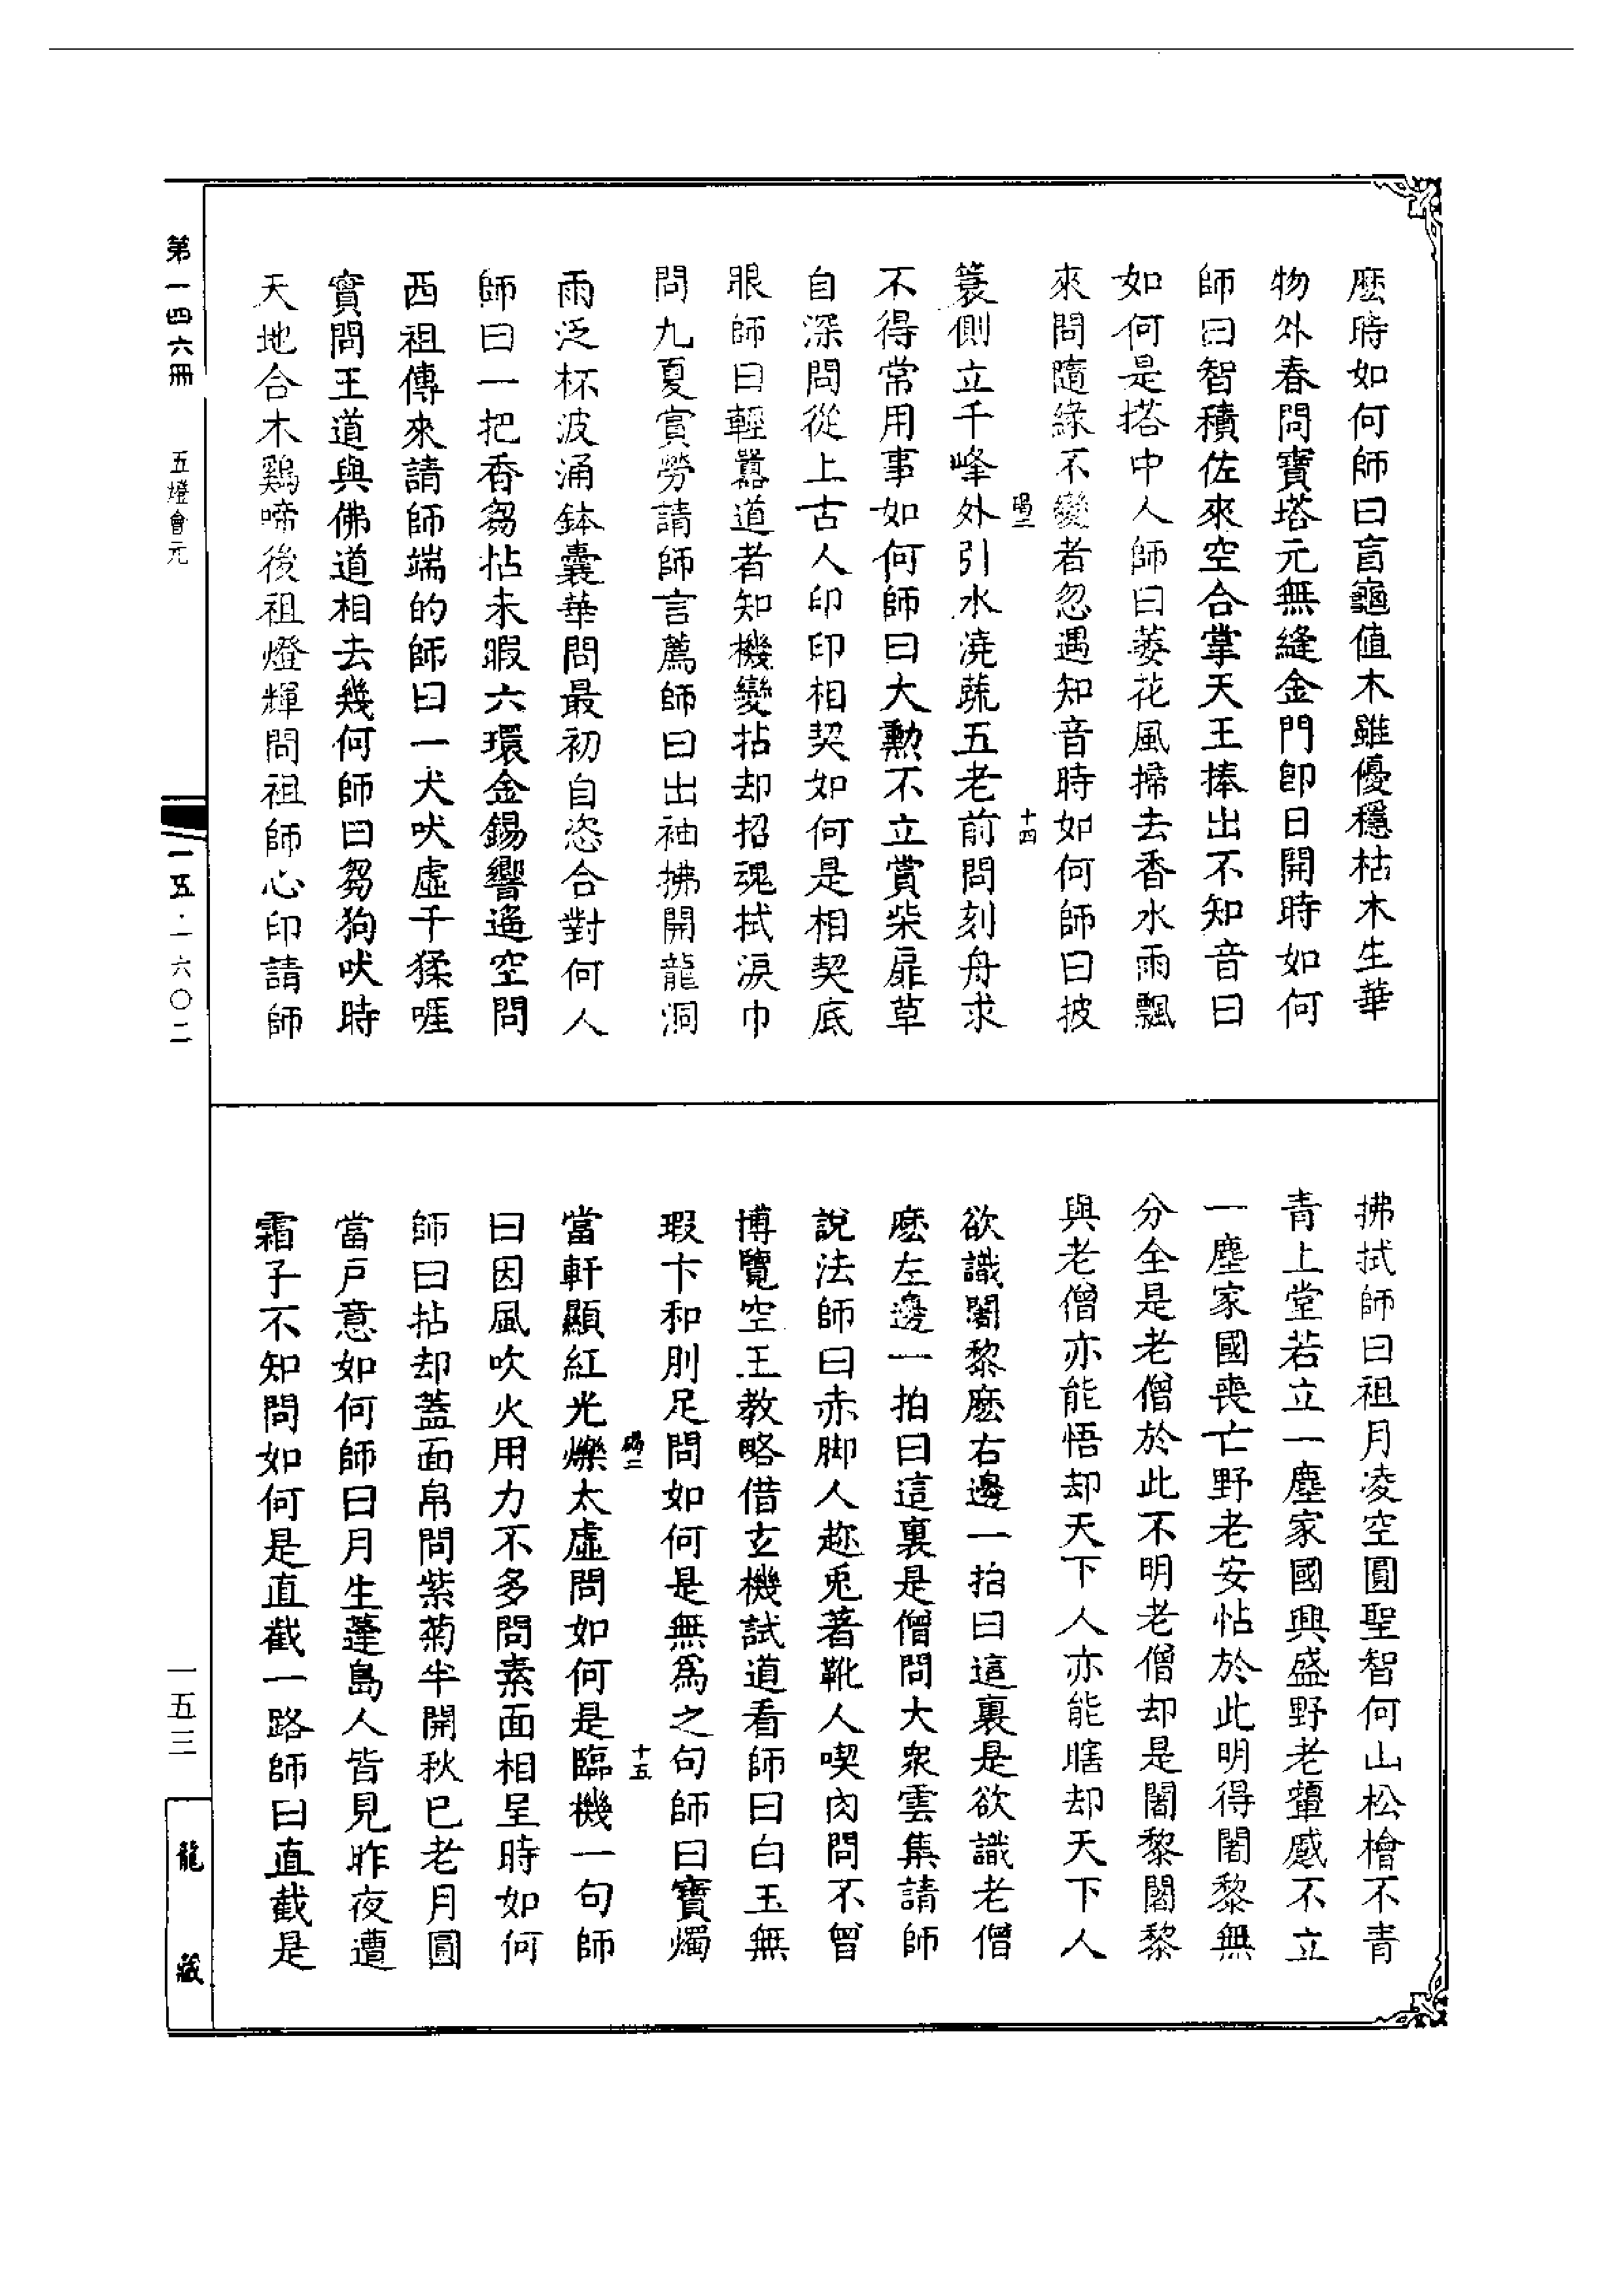 麽時如何師曰盲龜值木雖優穩枯木生華
物外春問寶塔元無縫金門卽日開時如何
師曰智積佐來空合掌天王捧出不知音曰
如何是塔中人師曰萎花風掃去香水雨飄
來問隨緣不變者忽遇知音時如何師曰披
十四
蓑側立千峰外引水澆蔬五老前問刻舟求
不得常用事如何師曰大勲不立賞柴扉草
自深問從上古人印印相契如何是相契底
眼師曰輕嚚道者知機變拈却招魂拭淚巾
問九夏賞勞請師言薦師曰出袖拂開龍洞
雨泛杯波涌鉢囊華問最初自恣合對何人
師曰一把香芻拈未暇六環金錫響遙空問
西祖傳來請師端的師曰一犬吠虛千猱啀
實問王道與佛道相去幾何師曰芻狗吠時
天地合木鷄啼後祖燈輝問祖師心印請師
拂拭師曰祖月凌空圓聖智何山松檜不青
青上堂若立一塵家國興盛野老顰慼不立
一塵家國喪亡野老安怗於此明得闍黎無
分全是老僧於此不明老僧却是闍黎闍黎
與老僧亦能悟却天下人亦能瞎却天下人
欲識闍黎麽右邊一拍曰這裏是欲識老僧
麽左邊一拍曰這裏是僧問大衆雲集請師
說法師曰赤脚人趂兎著靴人喫肉問不曾
博覽空王教略借玄機試道看師曰白玉無
瑕卞和刖足問如何是無爲之句師曰寶燭
十五
當軒顯紅光爍太虛問如何是臨機一句師
曰因風吹火用力不多問素面相呈時如何
師曰拈却蓋面帛問紫菊半開秋已老月圓
當戶意如何師曰月生蓬島人皆見昨夜遭
霜子不知問如何是直截一路師曰直截是
第一四六冊 五燈會元
一五·一六〇二
一五三
龍藏